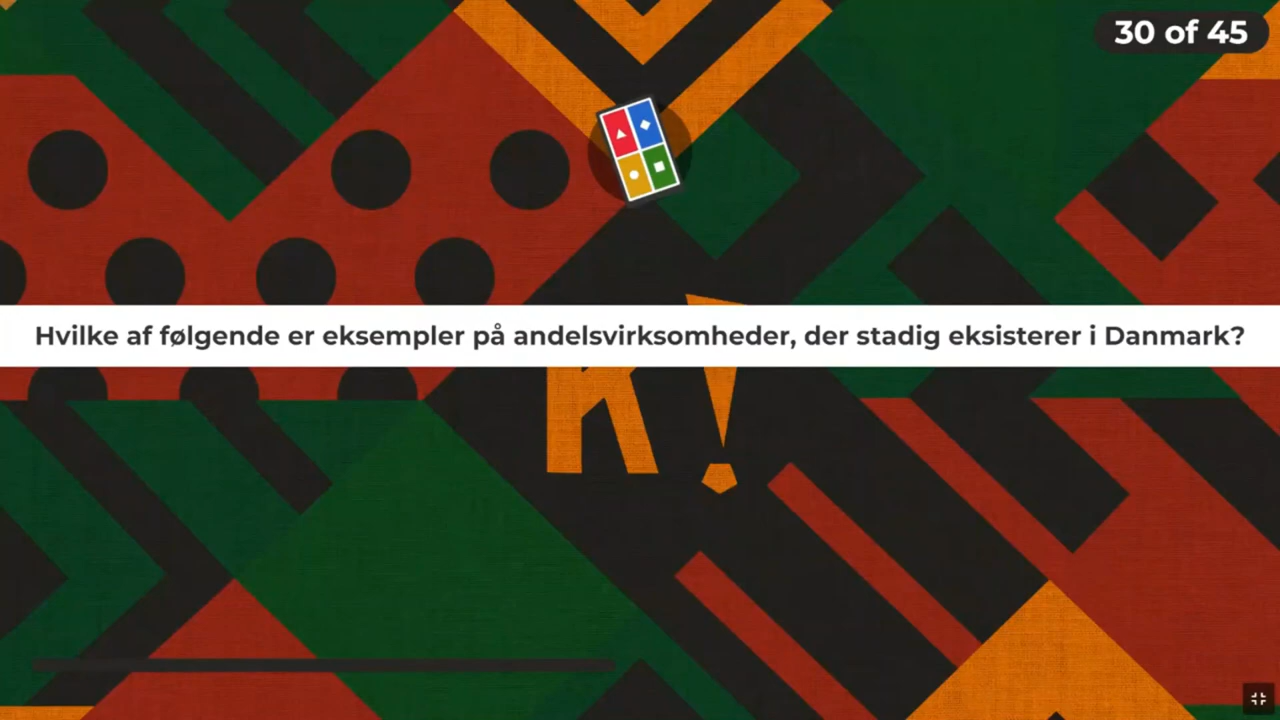 30 of 45
Hvilke af følgende er eksempler på andelsvirksomheder, der stadig eksisterer i Danmark?
R!